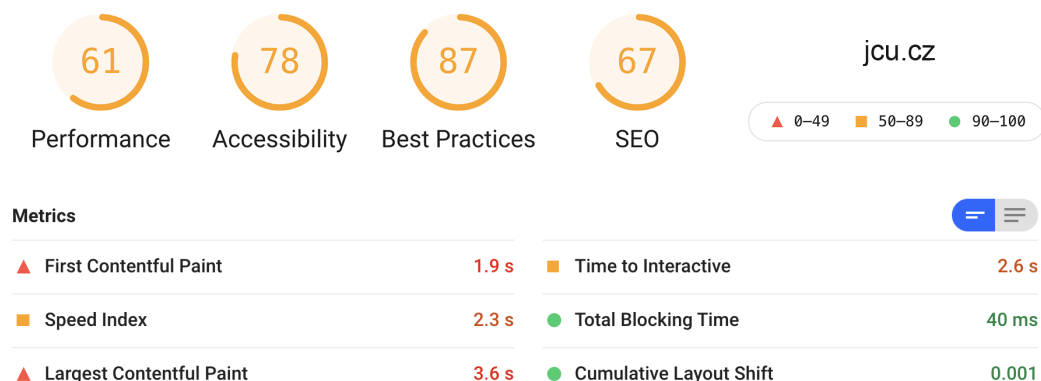 61
78
87
67
jcu.cz
Performance
Accessibility
Best Practices
SEO
0–49
50–89
90–100
Metrics
First Contentful Paint 1.9 s
Time to Interactive 2.6 s
Speed Index 2.3 s
Total Blocking Time 40 ms
Largest Contentful Paint 3.6 s
Cumulative Layout Shift 0.001